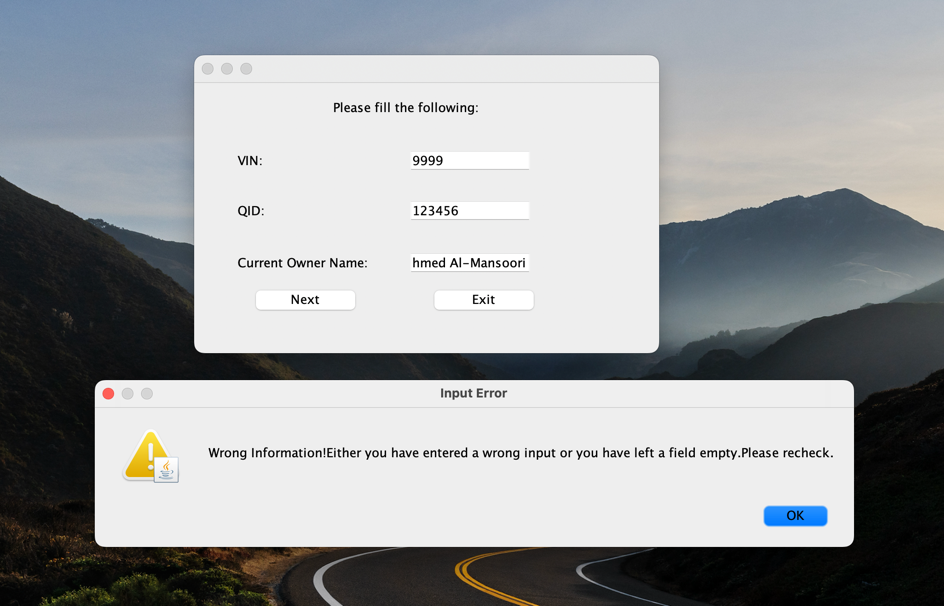 Please fill the following:
VIN: 9999
QID: 123456
Current Owner Name: hmed Al-Mansoori
Next Exit
Input Error
Wrong Information!Either you have entered a wrong input or you have left a field empty.Please recheck.
OK